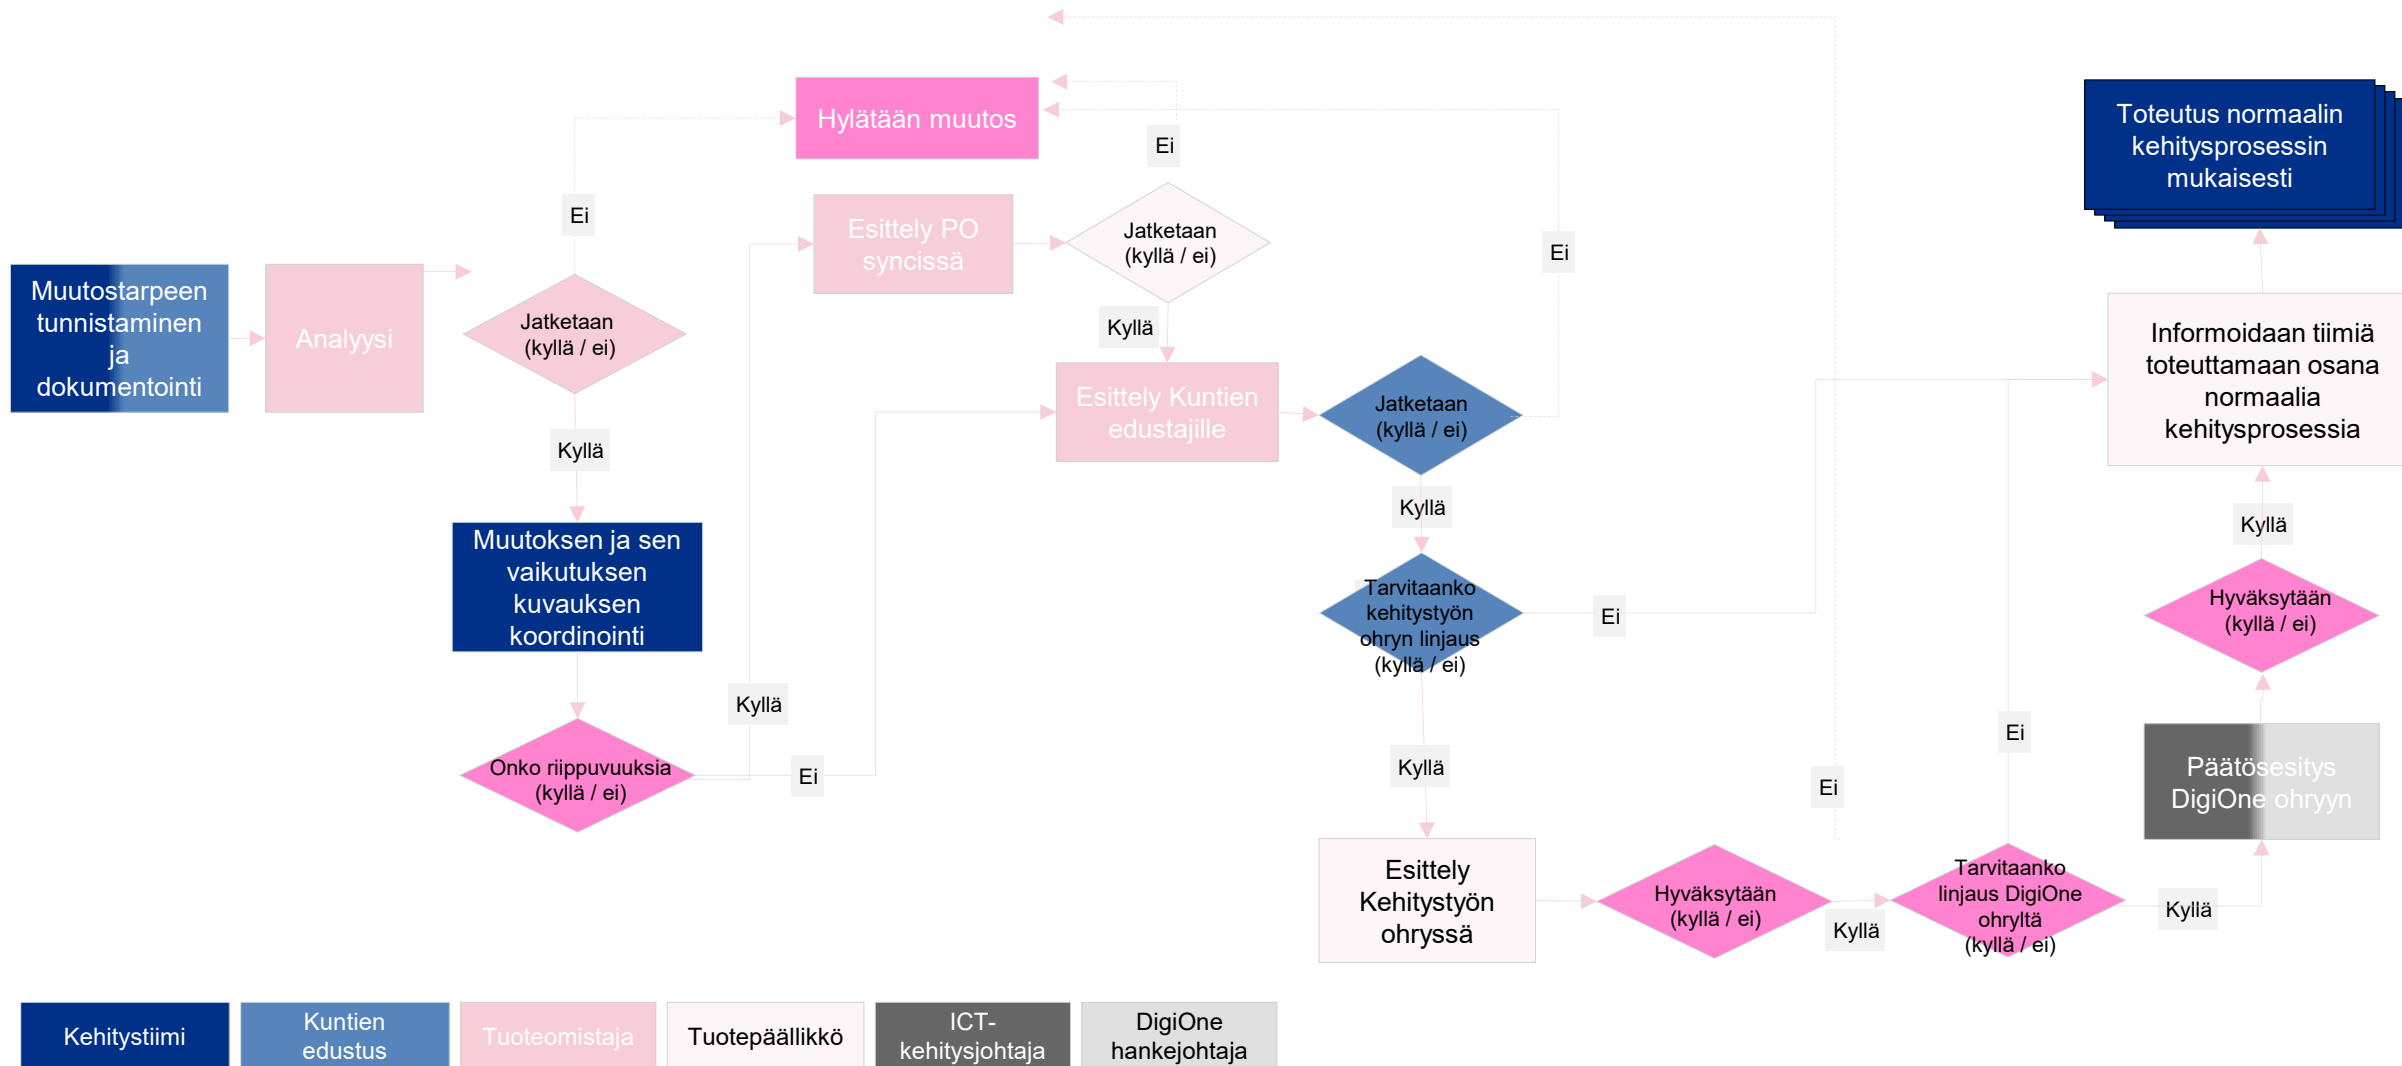 Hylätään muutos
Ei
Toteutus normaalin
kehitysprosessin
mukaisesti
Ei
Esittely PO
syncissä
Jatketaan
(kyllä / ei)
Ei
Muutostarpeen
tunnistaminen
ja
dokumentointi
Analyysi
Jatketaan
(kyllä / ei)
Kyllä
Informoidaan tiimiä
toteuttamaan osana
normaalia
kehitysprosessia
Esittely Kuntien
edustajille
Jatketaan
(kyllä / ei)
Kyllä
Kyllä
Kyllä
Muutoksen ja sen
vaikutuksen
kuvauksen
koordinointi
Tarvitaanko
kehitystyön
ohryn linjaus
(kyllä / ei)
Ei
Hyväksytään
(kyllä / ei)
Kyllä
Onko riippuvuuksia
(kyllä / ei)
Ei
Kyllä
Ei
Ei
Päätösesitys
DigiOne ohryyn
Esittely
Kehitystyön
ohryssä
Hyväksytään
(kyllä / ei)
Kyllä
Tarvitaanko
linjaus DigiOne
ohryltä
(kyllä / ei)
Kyllä
Kehitystiimi
Kuntien
edustus
Tuoteomistaja
Tuotepäällikkö
ICT-
kehitysjohtaja
DigiOne
hankejohtaja